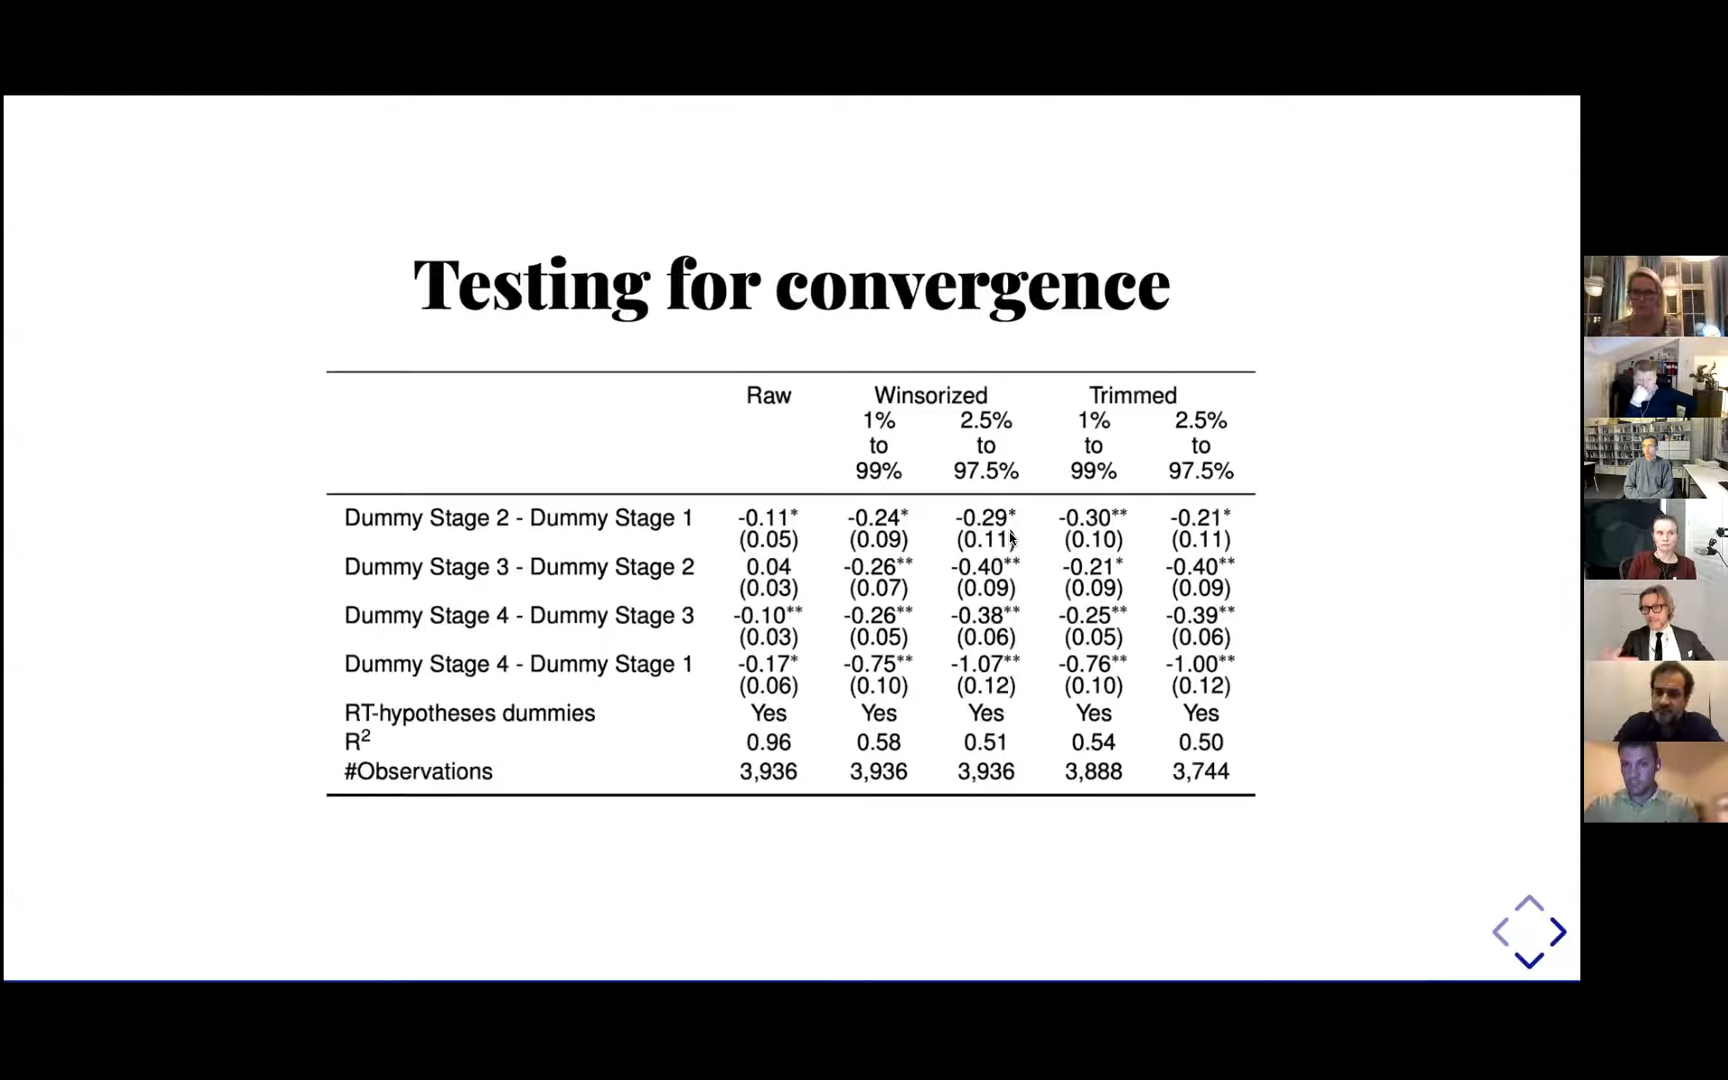 Testing for convergence
Raw Winsorized Trimmed
1% 2.5% 1% 2.5%
to to to to
99% 97.5% 99% 97.5%
Dummy Stage 2 - Dummy Stage 1 -0.11* -0.24* -0.29* -0.30** -0.21*
(0.05) (0.09) (0.11) (0.10) (0.11)
Dummy Stage 3 - Dummy Stage 2 0.04 -0.26** -0.40** -0.21* -0.40**
(0.03) (0.07) (0.09) (0.09) (0.09)
Dummy Stage 4 - Dummy Stage 3 -0.10** -0.26** -0.38** -0.25** -0.39**
(0.03) (0.05) (0.06) (0.05) (0.06)
Dummy Stage 4 - Dummy Stage 1 -0.17* -0.75** -1.07** -0.76** -1.00**
(0.06) (0.10) (0.12) (0.10) (0.12)
RT-hypotheses dummies Yes Yes Yes Yes Yes
R² 0.96 0.58 0.51 0.54 0.50
#Observations 3,936 3,936 3,936 3,888 3,744